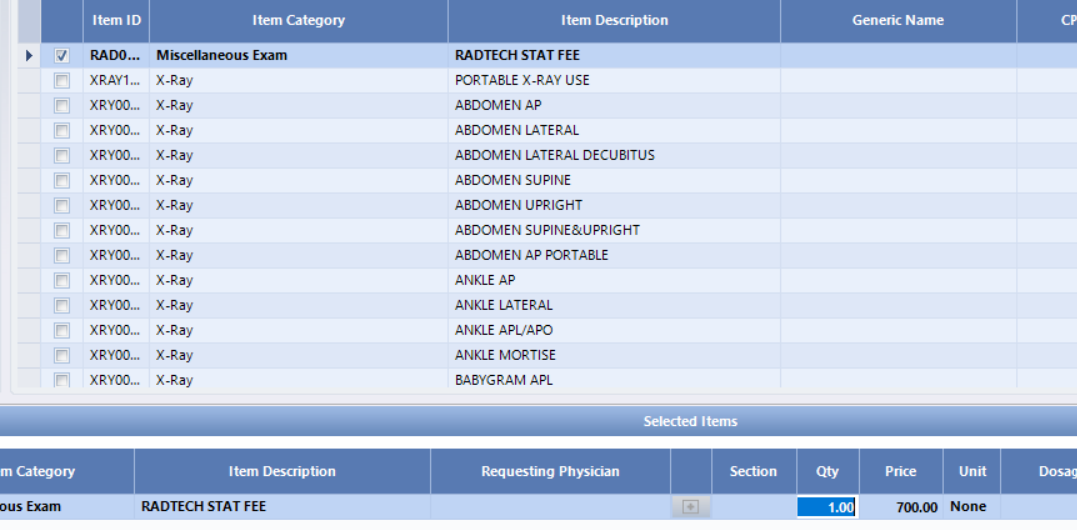 Item ID Item Category Item Description Generic Name CP
RAD0... Miscellaneous Exam RADTECH STAT FEE
XRAY1... X-Ray PORTABLE X-RAY USE
XRY00... X-Ray ABDOMEN AP
XRY00... X-Ray ABDOMEN LATERAL
XRY00... X-Ray ABDOMEN LATERAL DECUBITUS
XRY00... X-Ray ABDOMEN SUPINE
XRY00... X-Ray ABDOMEN UPRIGHT
XRY00... X-Ray ABDOMEN SUPINE&UPRIGHT
XRY00... X-Ray ABDOMEN AP PORTABLE
XRY00... X-Ray ANKLE AP
XRY00... X-Ray ANKLE LATERAL
XRY00... X-Ray ANKLE APL/APO
XRY00... X-Ray ANKLE MORTISE
XRY00... X-Ray BABYGRAM APL
Selected Items
m Category Item Description Requesting Physician Section Qty Price Unit Dosag
ous Exam RADTECH STAT FEE 1.00 700.00 None